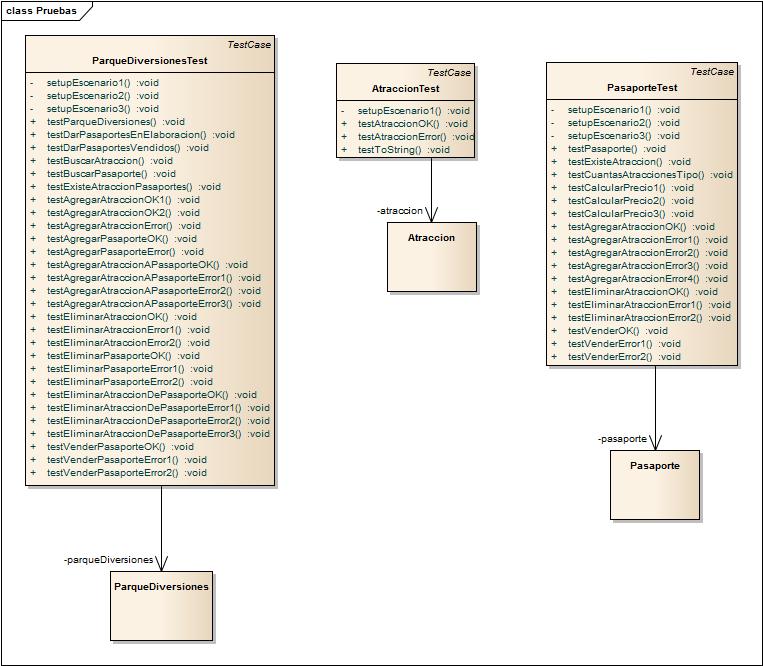 class Pruebas
TestCase
ParqueDiversionesTest
- setupEscenario1() :void
- setupEscenario2() :void
- setupEscenario3() :void
+ testParqueDiversiones() :void
+ testDarPasaportesEnElaboracion() :void
+ testDarPasaportesVendidos() :void
+ testBuscarAtraccion() :void
+ testBuscarPasaporte() :void
+ testExisteAtraccionPasaportes() :void
+ testAgregarAtraccionOK1() :void
+ testAgregarAtraccionOK2() :void
+ testAgregarAtraccionError() :void
+ testAgregarPasaporteOK() :void
+ testAgregarPasaporteError() :void
+ testAgregarAtraccionAPasaporteOK() :void
+ testAgregarAtraccionAPasaporteError1() :void
+ testAgregarAtraccionAPasaporteError2() :void
+ testAgregarAtraccionAPasaporteError3() :void
+ testEliminarAtraccionOK() :void
+ testEliminarAtraccionError1() :void
+ testEliminarAtraccionError2() :void
+ testEliminarPasaporteOK() :void
+ testEliminarPasaporteError1() :void
+ testEliminarPasaporteError2() :void
+ testEliminarAtraccionDePasaporteOK() :void
+ testEliminarAtraccionDePasaporteError1() :void
+ testEliminarAtraccionDePasaporteError2() :void
+ testEliminarAtraccionDePasaporteError3() :void
+ testVenderPasaporteOK() :void
+ testVenderPasaporteError1() :void
+ testVenderPasaporteError2() :void
-parqueDiversiones
ParqueDiversiones
TestCase
AtraccionTest
- setupEscenario1() :void
+ testAtraccionOK() :void
+ testAtraccionError() :void
+ testToString() :void
-atraccion
Atraccion
TestCase
PasaporteTest
- setupEscenario1() :void
- setupEscenario2() :void
- setupEscenario3() :void
+ testPasaporte() :void
+ testExisteAtraccion() :void
+ testCuantasAtraccionesTipo() :void
+ testCalcularPrecio1() :void
+ testCalcularPrecio2() :void
+ testCalcularPrecio3() :void
+ testAgregarAtraccionOK() :void
+ testAgregarAtraccionError1() :void
+ testAgregarAtraccionError2() :void
+ testAgregarAtraccionError3() :void
+ testAgregarAtraccionError4() :void
+ testEliminarAtraccionOK() :void
+ testEliminarAtraccionError1() :void
+ testEliminarAtraccionError2() :void
+ testVenderOK() :void
+ testVenderError1() :void
+ testVenderError2() :void
-pasaporte
Pasaporte